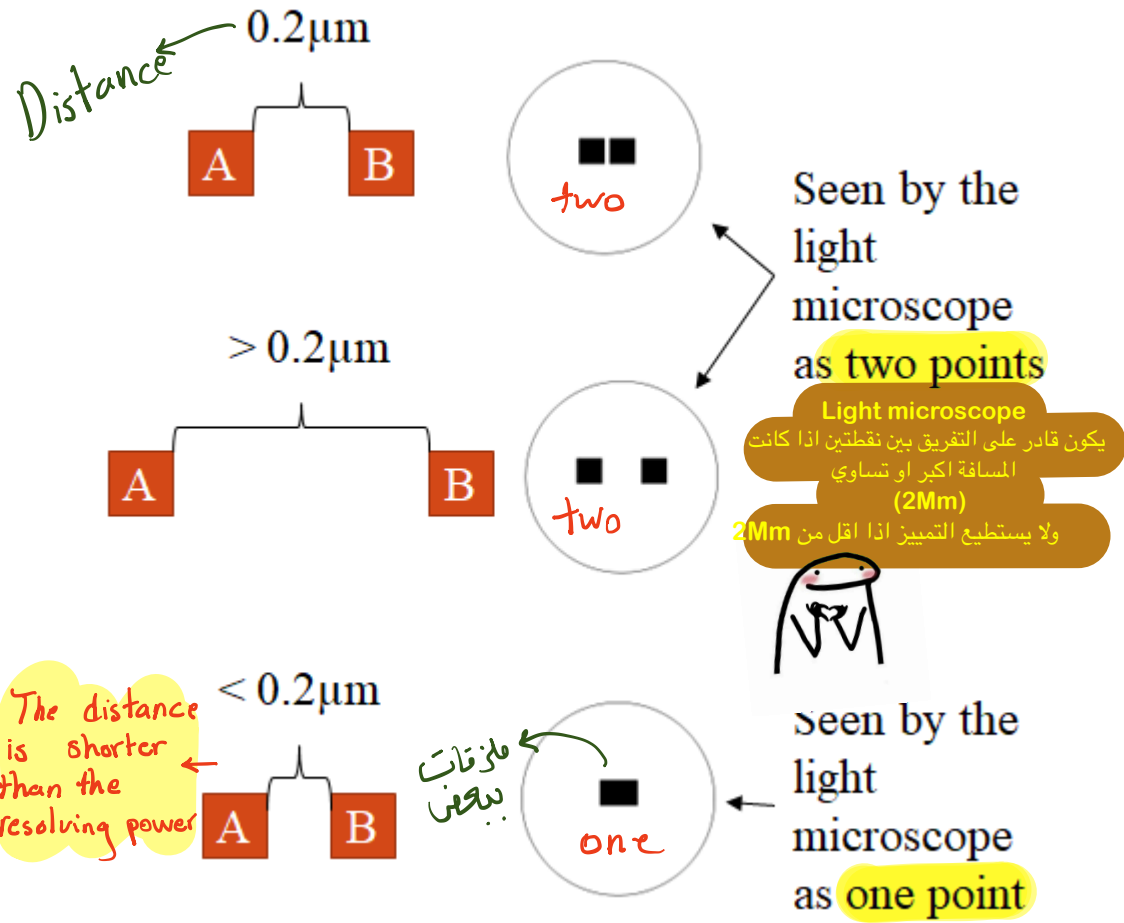 0.2µm
Distance
A
B
two
Seen by the
light
microscope
as two points
> 0.2µm
A
B
two
Light microscope
يكون قادر على التفريق بين نقطتين اذا كانت
المسافة اكبر او تساوي
(2Mm)
ولا يستطيع التمييز اذا اقل من 2Mm
< 0.2µm
The distance
is shorter
than the
resolving power
A
B
ملزقات
ببعض
one
Seen by the
light
microscope
as one point